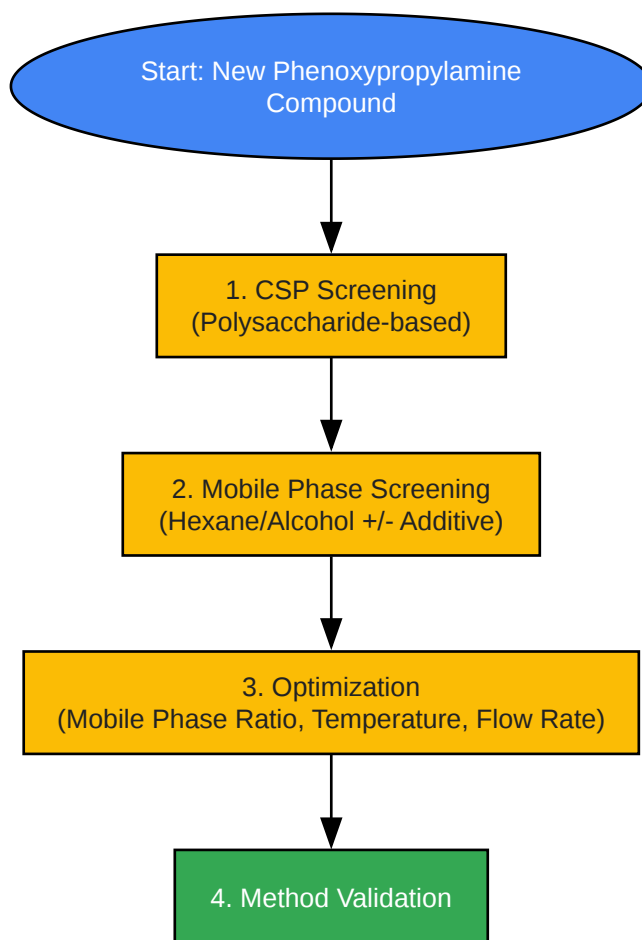 Start: New Phenoxypropylamine
Compound
1. CSP Screening
(Polysaccharide-based)
2. Mobile Phase Screening
(Hexane/Alcohol +/- Additive)
3. Optimization
(Mobile Phase Ratio, Temperature, Flow Rate)
4. Method Validation